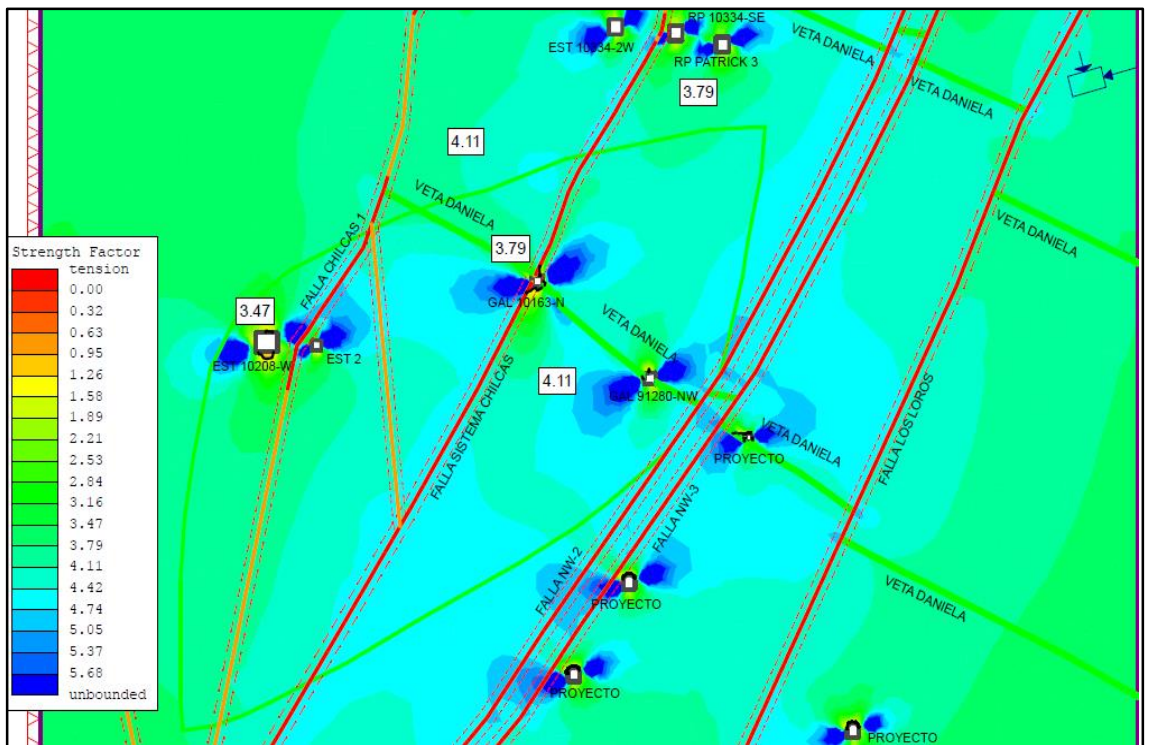 RP 10334-SE
EST 10334-2W
RP PATRICK 3
VETA DANIELA
VETA DANIELA
3.79
4.11
VETA DANIELA
VETA DANIELA
3.79
FALLA CHILCAS 1
GAL 10163-N
VETA DANIELA
3.47
EST 10208-W
EST 2
4.11
GAL 91280-NW
FALLA SISTEMA CHILCAS
VETA DANIELA
FALLA LOS LOROS
PROYECTO
FALLA NW-2
FALLA NW-3
PROYECTO
VETA DANIELA
PROYECTO
PROYECTO
Strength Factor
tension
0.00
0.32
0.63
0.95
1.26
1.58
1.89
2.21
2.53
2.84
3.16
3.47
3.79
4.11
4.42
4.74
5.05
5.37
5.68
unbounded